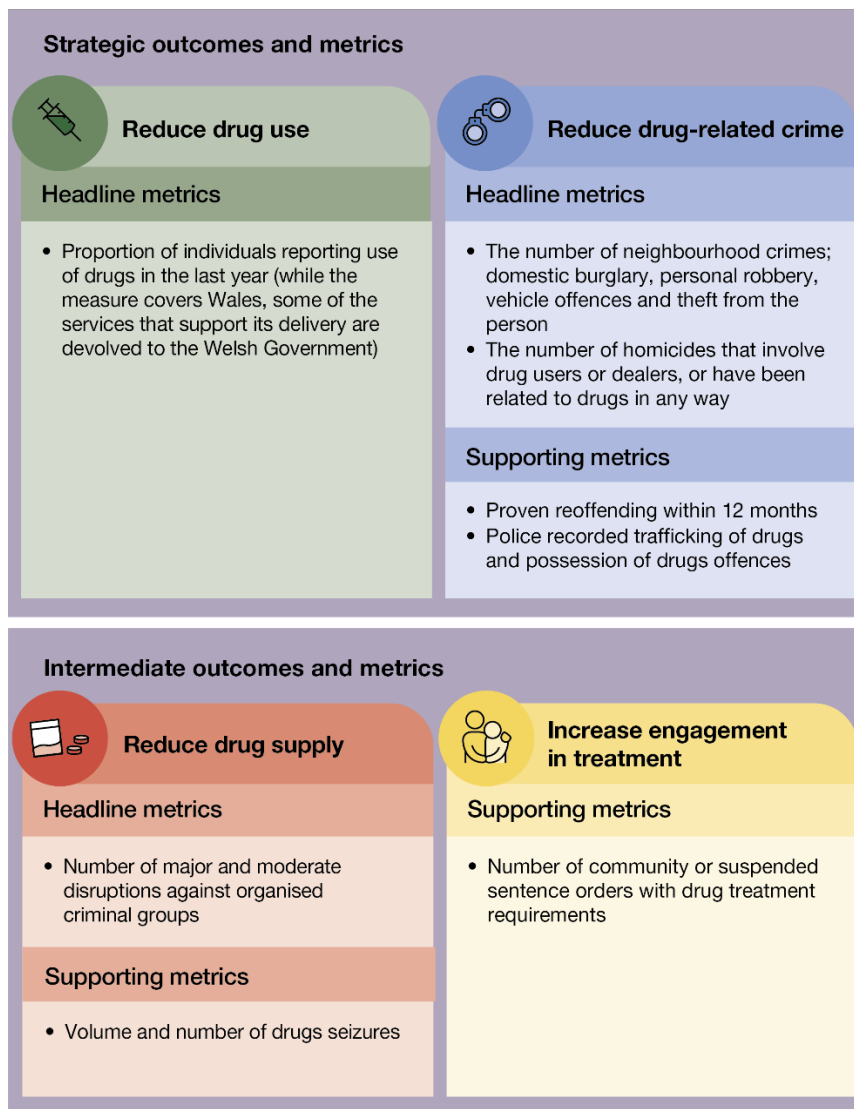 Strategic outcomes and metrics
Reduce drug use
Headline metrics
• Proportion of individuals reporting use
of drugs in the last year (while the
measure covers Wales, some of the
services that support its delivery are
devolved to the Welsh Government)
Reduce drug-related crime
Headline metrics
• The number of neighbourhood crimes;
domestic burglary, personal robbery,
vehicle offences and theft from the
person
• The number of homicides that involve
drug users or dealers, or have been
related to drugs in any way
Supporting metrics
• Proven reoffending within 12 months
• Police recorded trafficking of drugs
and possession of drugs offences
Intermediate outcomes and metrics
Reduce drug supply
Headline metrics
• Number of major and moderate
disruptions against organised
criminal groups
Supporting metrics
• Volume and number of drugs seizures
Increase engagement
in treatment
Supporting metrics
• Number of community or suspended
sentence orders with drug treatment
requirements